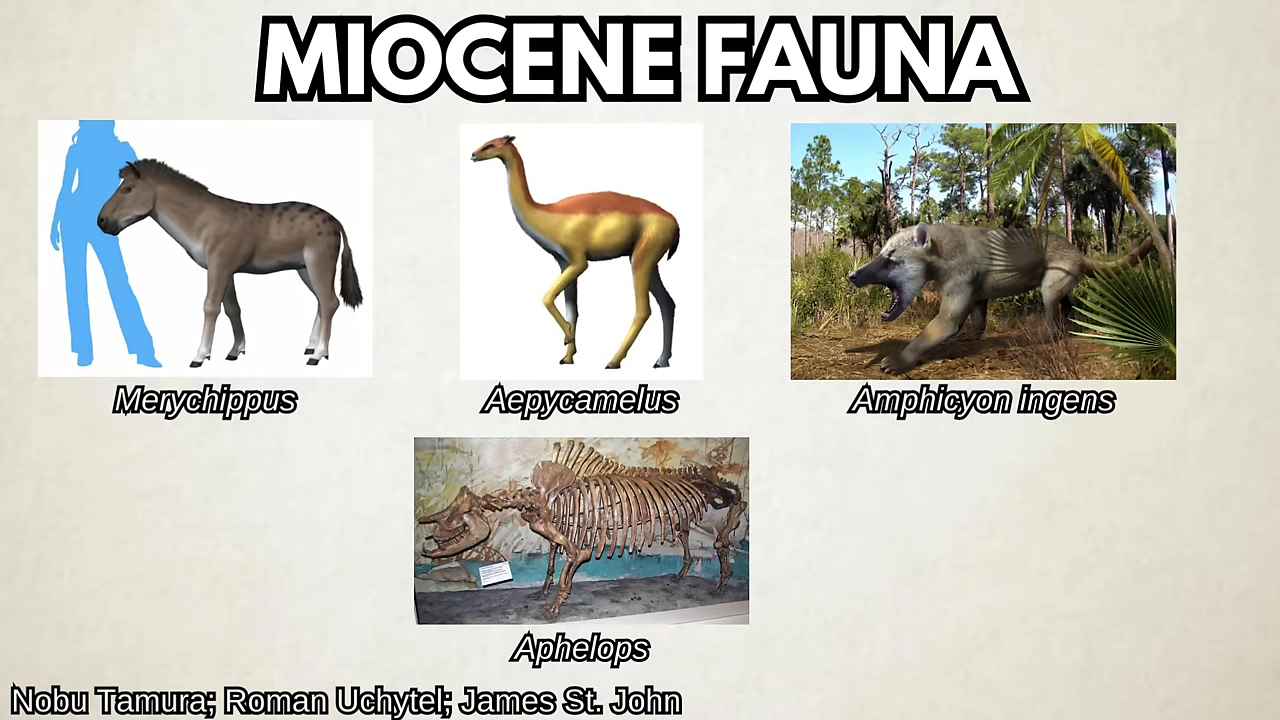 MIOCENE FAUNA
Merychippus
Aepycamelus
Amphicyon ingens
Aphelops
Nobu Tamura; Roman Uchytel; James St. John